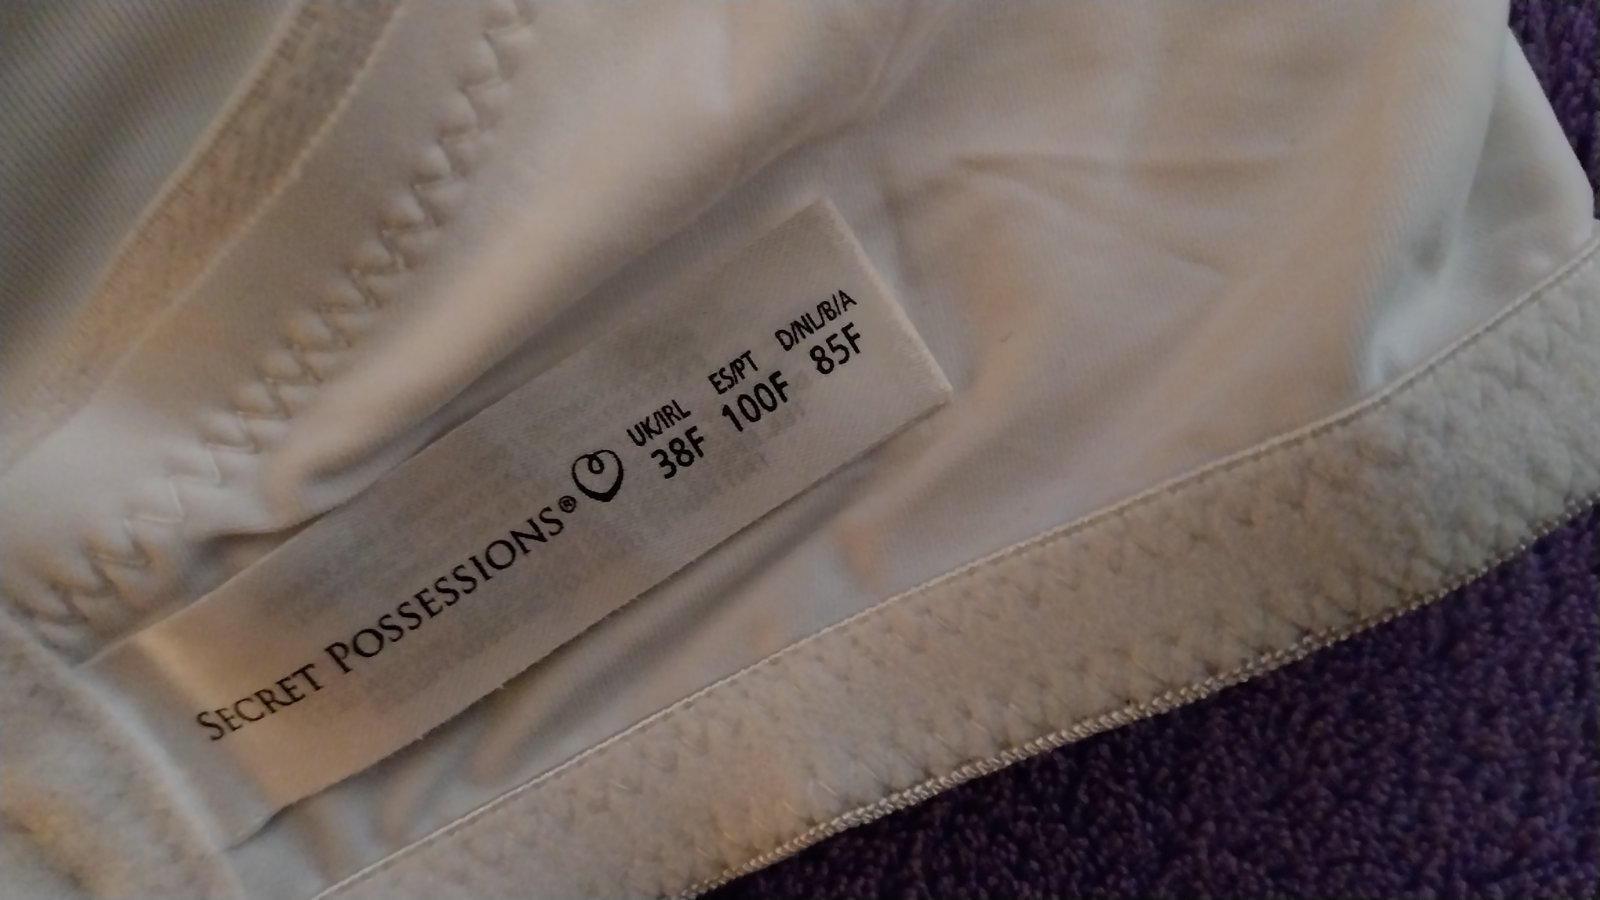 SECRET POSSESSIONS®
UK/IRL ES/PT D/NL/B/A
38F 100F 85F